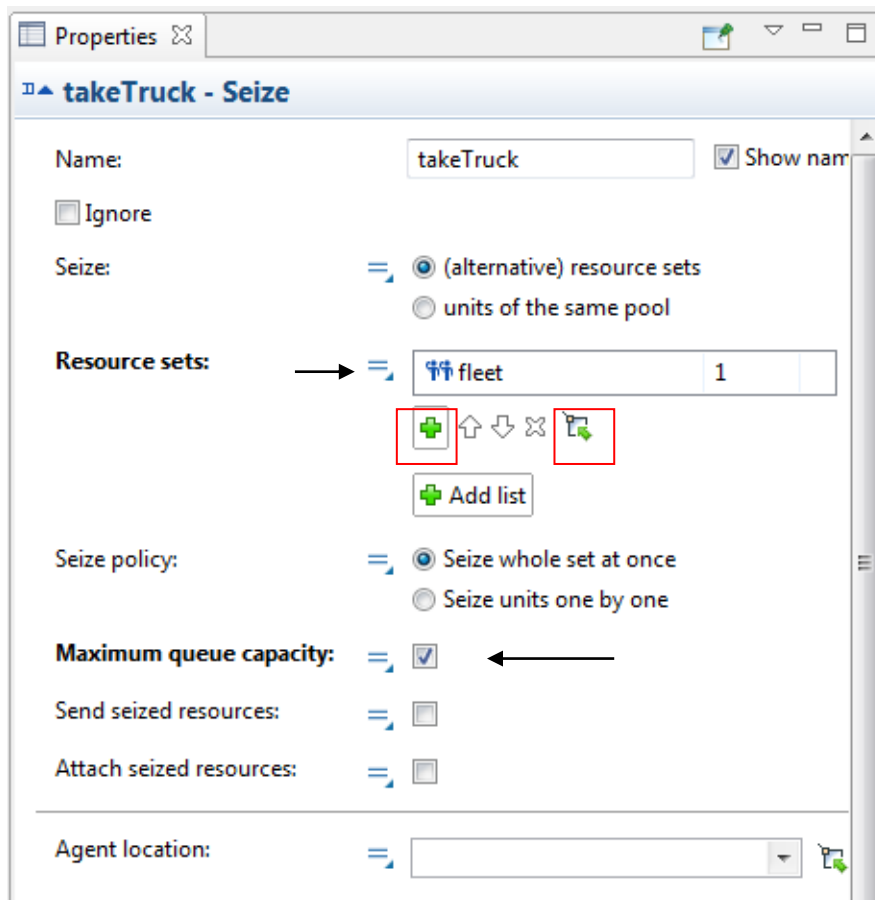 Properties
takeTruck - Seize
Name: takeTruck Show nam
Ignore
Seize: (alternative) resource sets
units of the same pool
Resource sets: fleet 1
Add list
Seize policy: Seize whole set at once
Seize units one by one
Maximum queue capacity:
Send seized resources:
Attach seized resources:
Agent location: